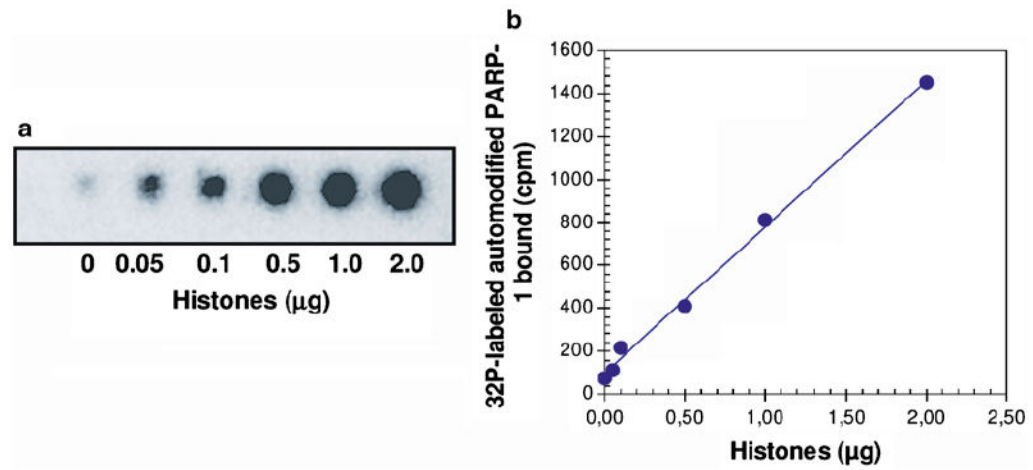 a
0 0.05 0.1 0.5 1.0 2.0
Histones (µg)
b
32P-labeled automodified PARP-
1 bound (cpm)
1600
1400
1200
1000
800
600
400
200
0
0,00 0,50 1,00 1,50 2,00 2,50
Histones (µg)